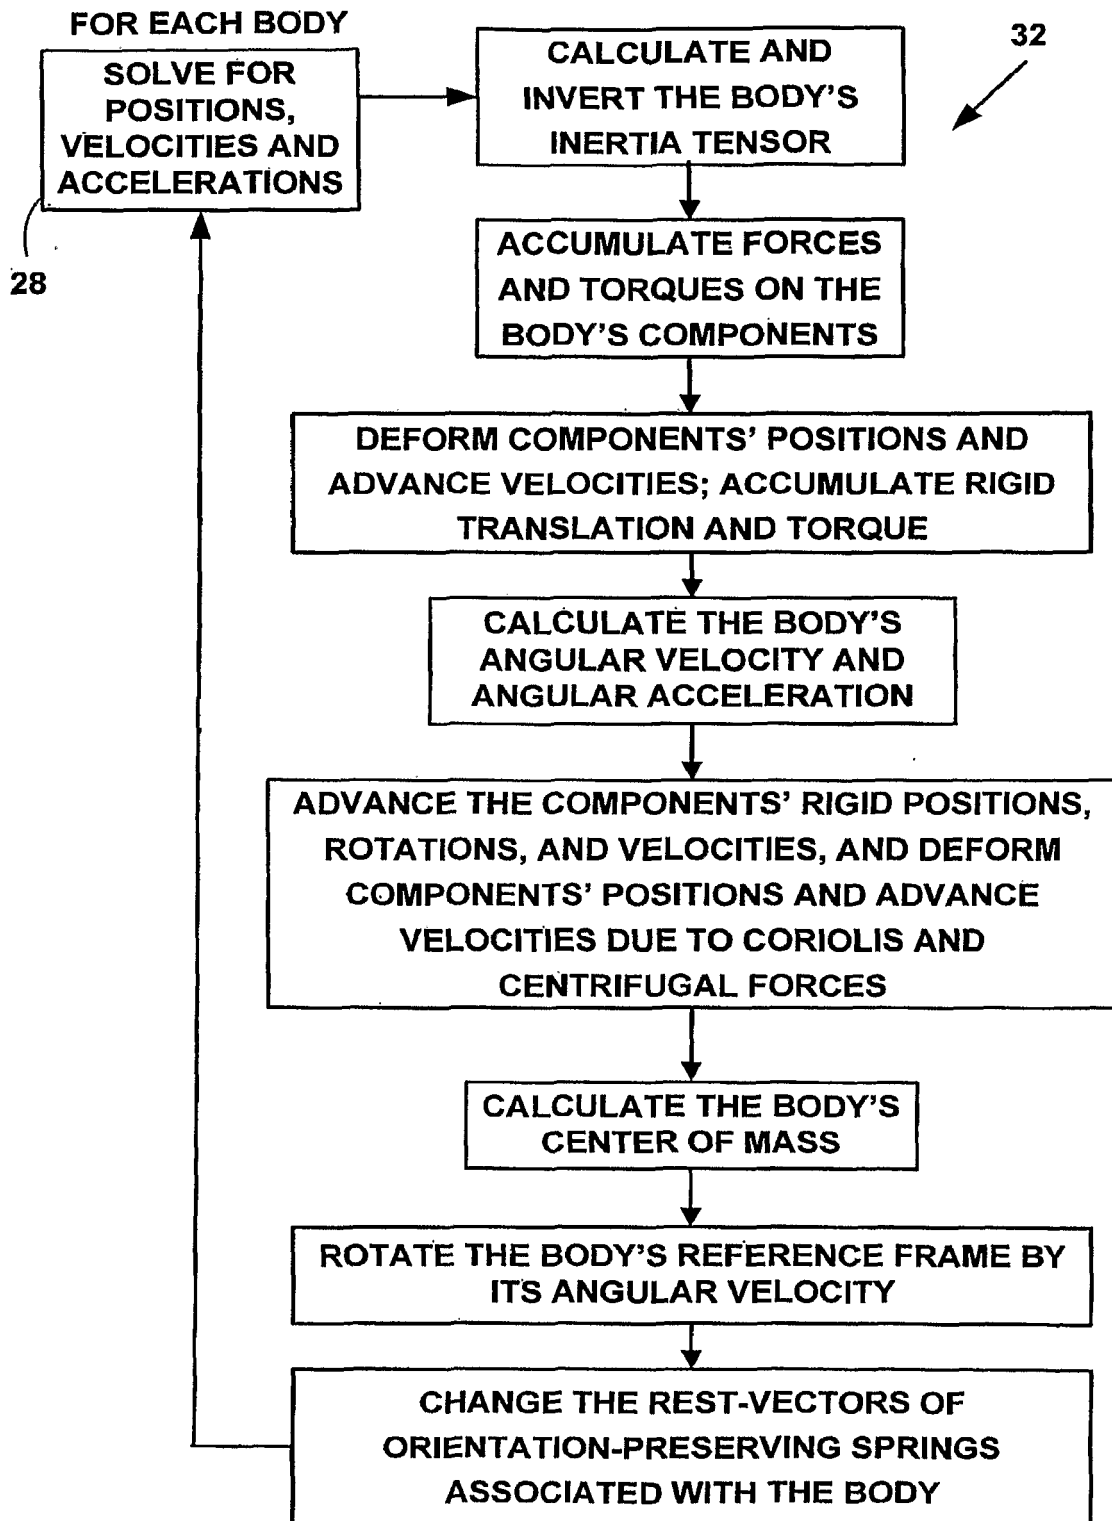 FOR EACH BODY
SOLVE FOR
POSITIONS,
VELOCITIES AND
ACCELERATIONS
28
32
CALCULATE AND
INVERT THE BODY'S
INERTIA TENSOR
ACCUMULATE FORCES
AND TORQUES ON THE
BODY'S COMPONENTS
DEFORM COMPONENTS' POSITIONS AND
ADVANCE VELOCITIES; ACCUMULATE RIGID
TRANSLATION AND TORQUE
CALCULATE THE BODY'S
ANGULAR VELOCITY AND
ANGULAR ACCELERATION
ADVANCE THE COMPONENTS' RIGID POSITIONS,
ROTATIONS, AND VELOCITIES, AND DEFORM
COMPONENTS' POSITIONS AND ADVANCE
VELOCITIES DUE TO CORIOLIS AND
CENTRIFUGAL FORCES
CALCULATE THE BODY'S
CENTER OF MASS
ROTATE THE BODY'S REFERENCE FRAME BY
ITS ANGULAR VELOCITY
CHANGE THE REST-VECTORS OF
ORIENTATION-PRESERVING SPRINGS
ASSOCIATED WITH THE BODY